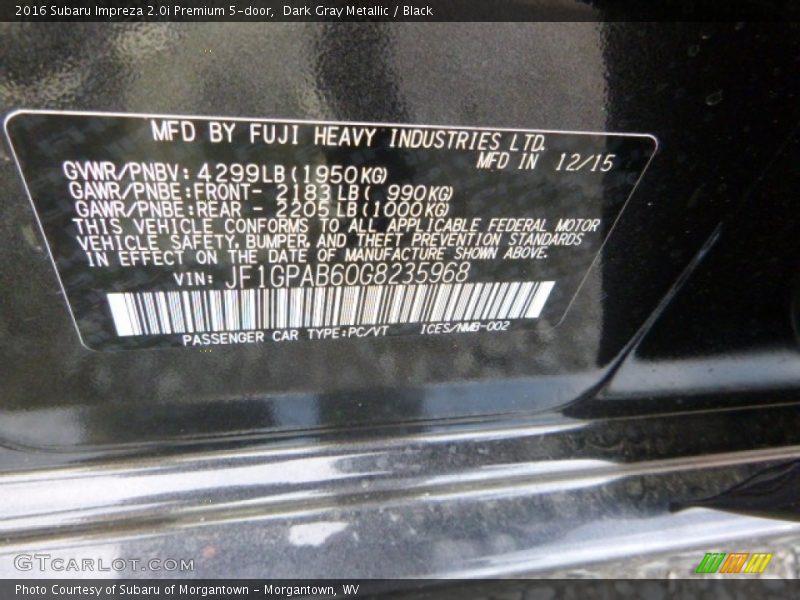 2016 Subaru Impreza 2.0i Premium 5-door, Dark Gray Metallic / Black
MFD BY FUJI HEAVY INDUSTRIES LTD.
MFD IN 12/15
GVWR/PNBV: 4299LB(1950KG)
GAWR/PNBE:FRONT- 2183LB( 990KG)
GAWR/PNBE:REAR - 2205LB(1000KG)
THIS VEHICLE CONFORMS TO ALL APPLICABLE FEDERAL MOTOR
VEHICLE SAFETY, BUMPER, AND THEFT PREVENTION STANDARDS
IN EFFECT ON THE DATE OF MANUFACTURE SHOWN ABOVE.
VIN: JF1GPAB60G8235968
PASSENGER CAR TYPE:PC/VT ICES/NMB-002
GTCARLOT.COM
Photo Courtesy of Subaru of Morgantown - Morgantown, WV